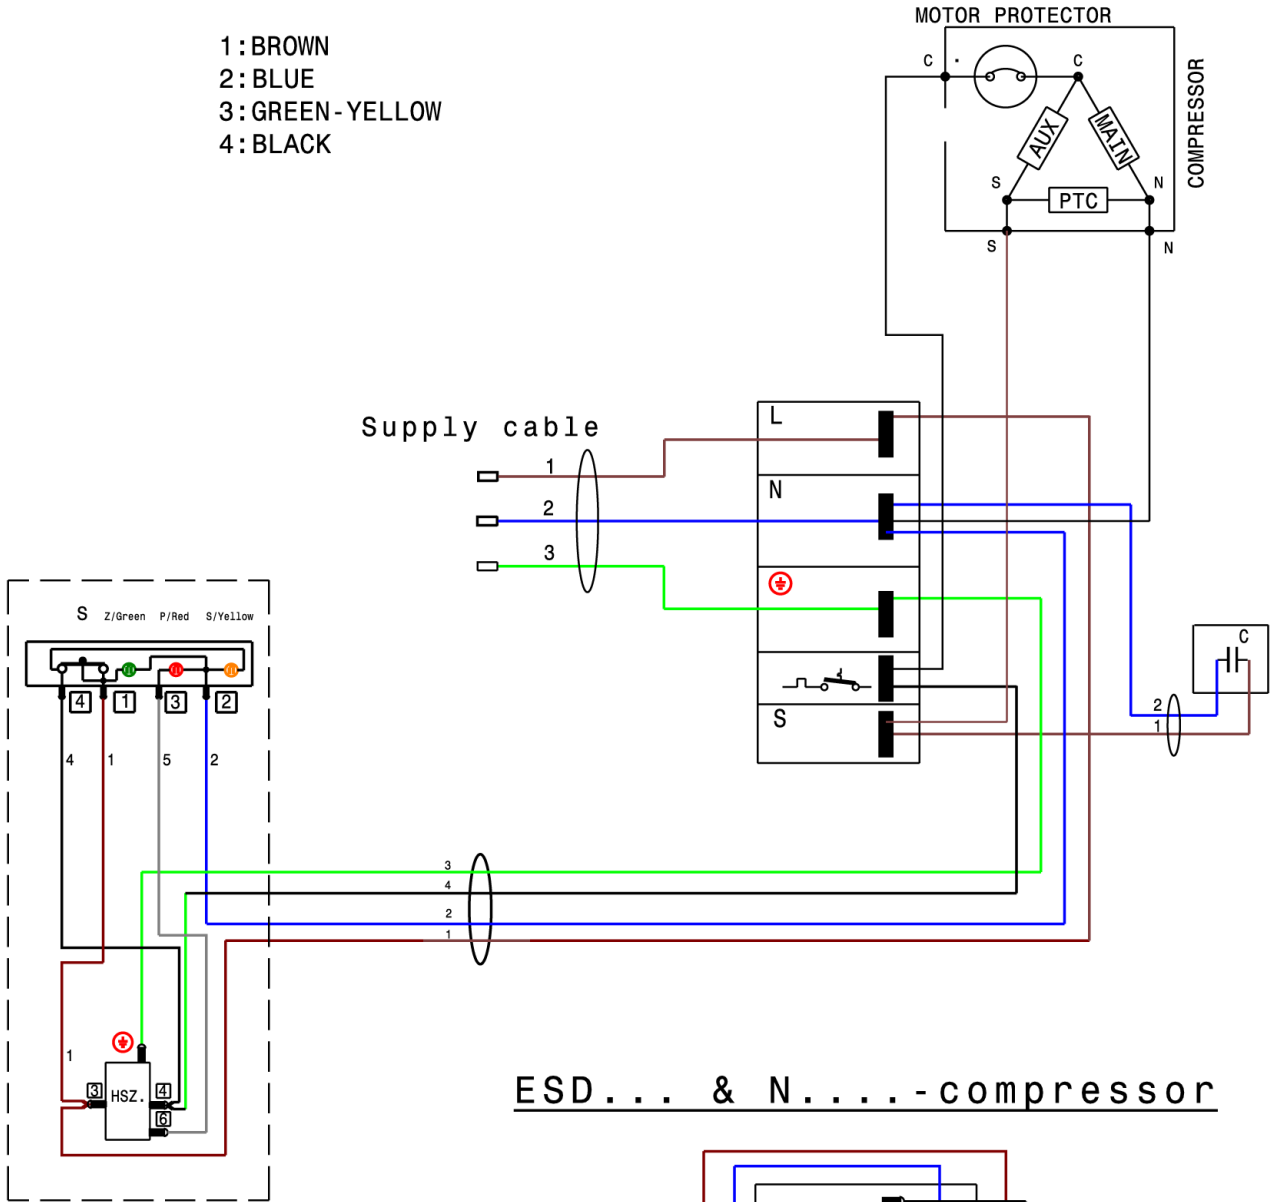 MOTOR PROTECTOR
1:BROWN
2:BLUE
3:GREEN-YELLOW
4:BLACK
C
C
COMPRESSOR
AUX
MAIN
S
N
PTC
S
N
L
Supply cable
1
N
2
3
S Z/Green P/Red S/Yellow
C
4 1 3 2
S
2
1
4 1 5 2
3
4
2
1
1
3 HSZ. 4
6
ESD... & N....-compressor